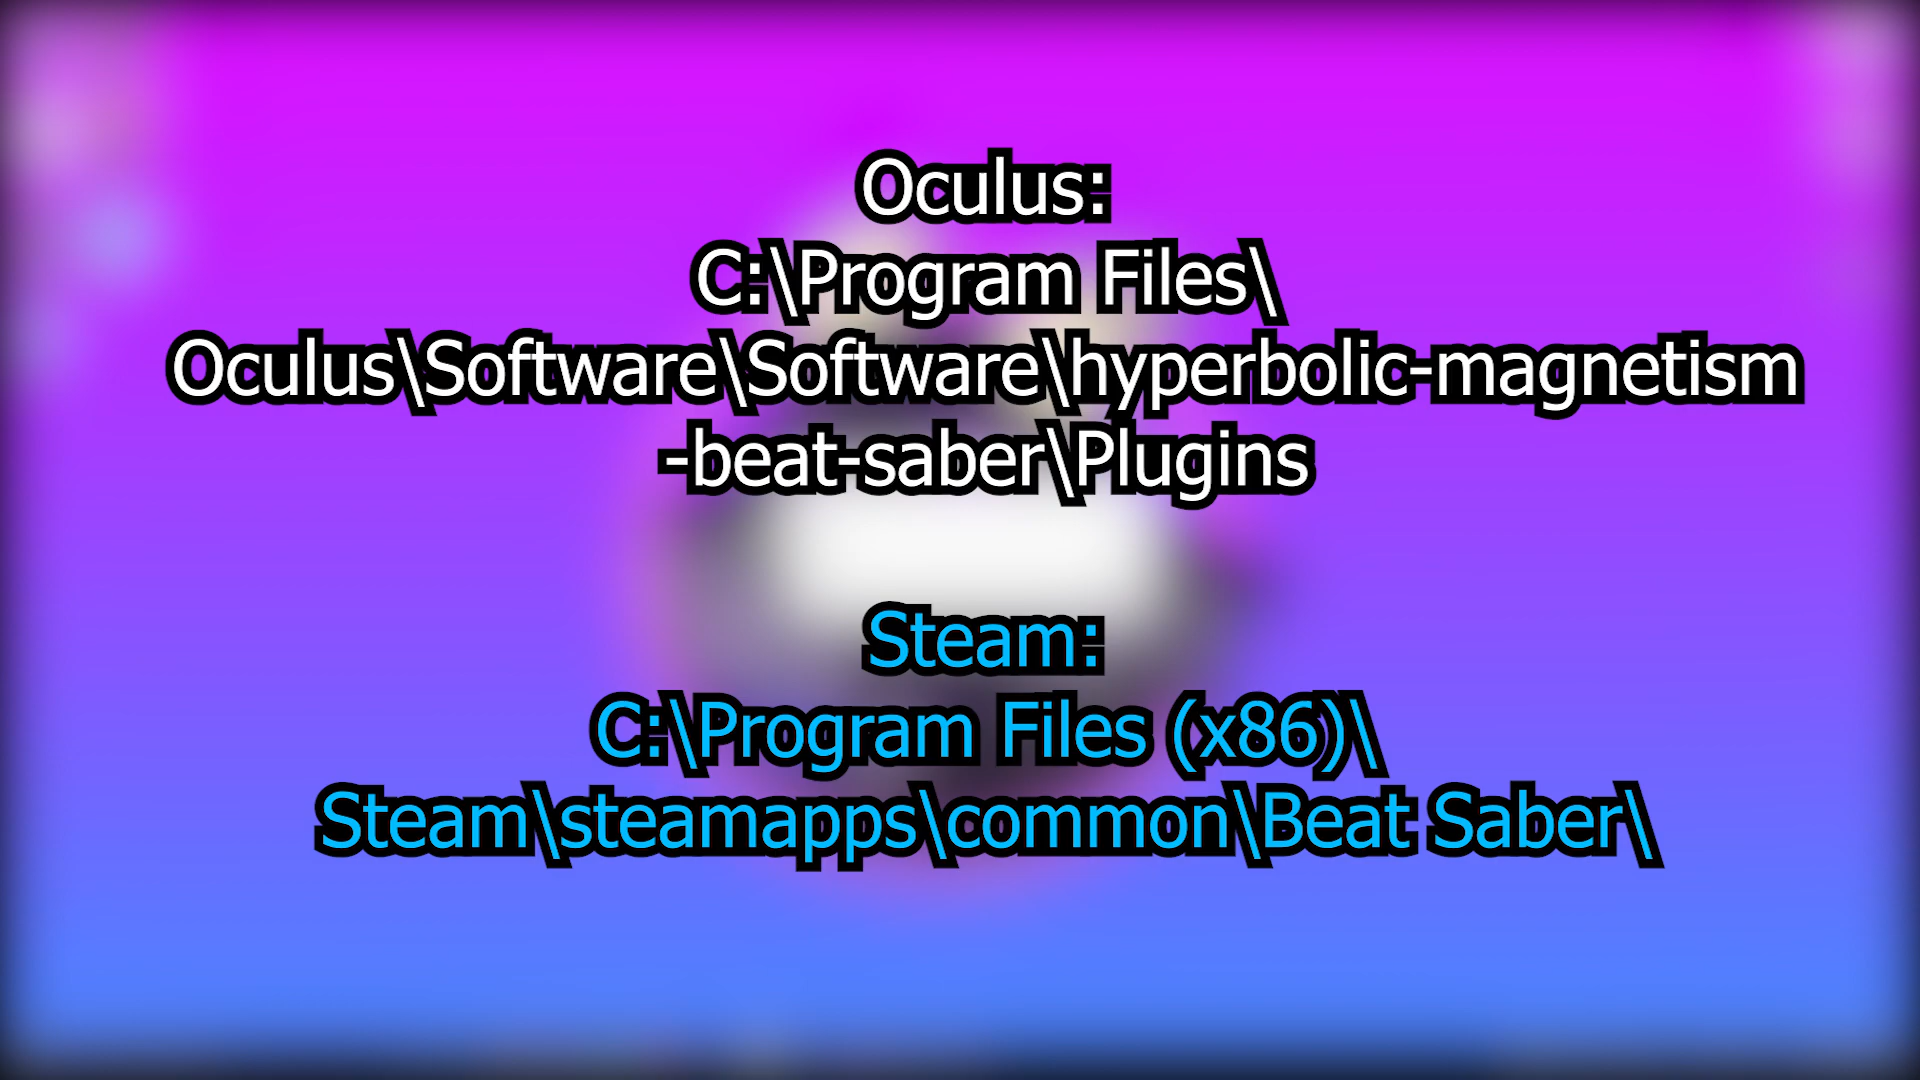 Oculus:
C:\Program Files\
Oculus\Software\Software\hyperbolic-magnetism
-beat-saber\Plugins
Steam:
C:\Program Files (x86)\
Steam\steamapps\common\Beat Saber\